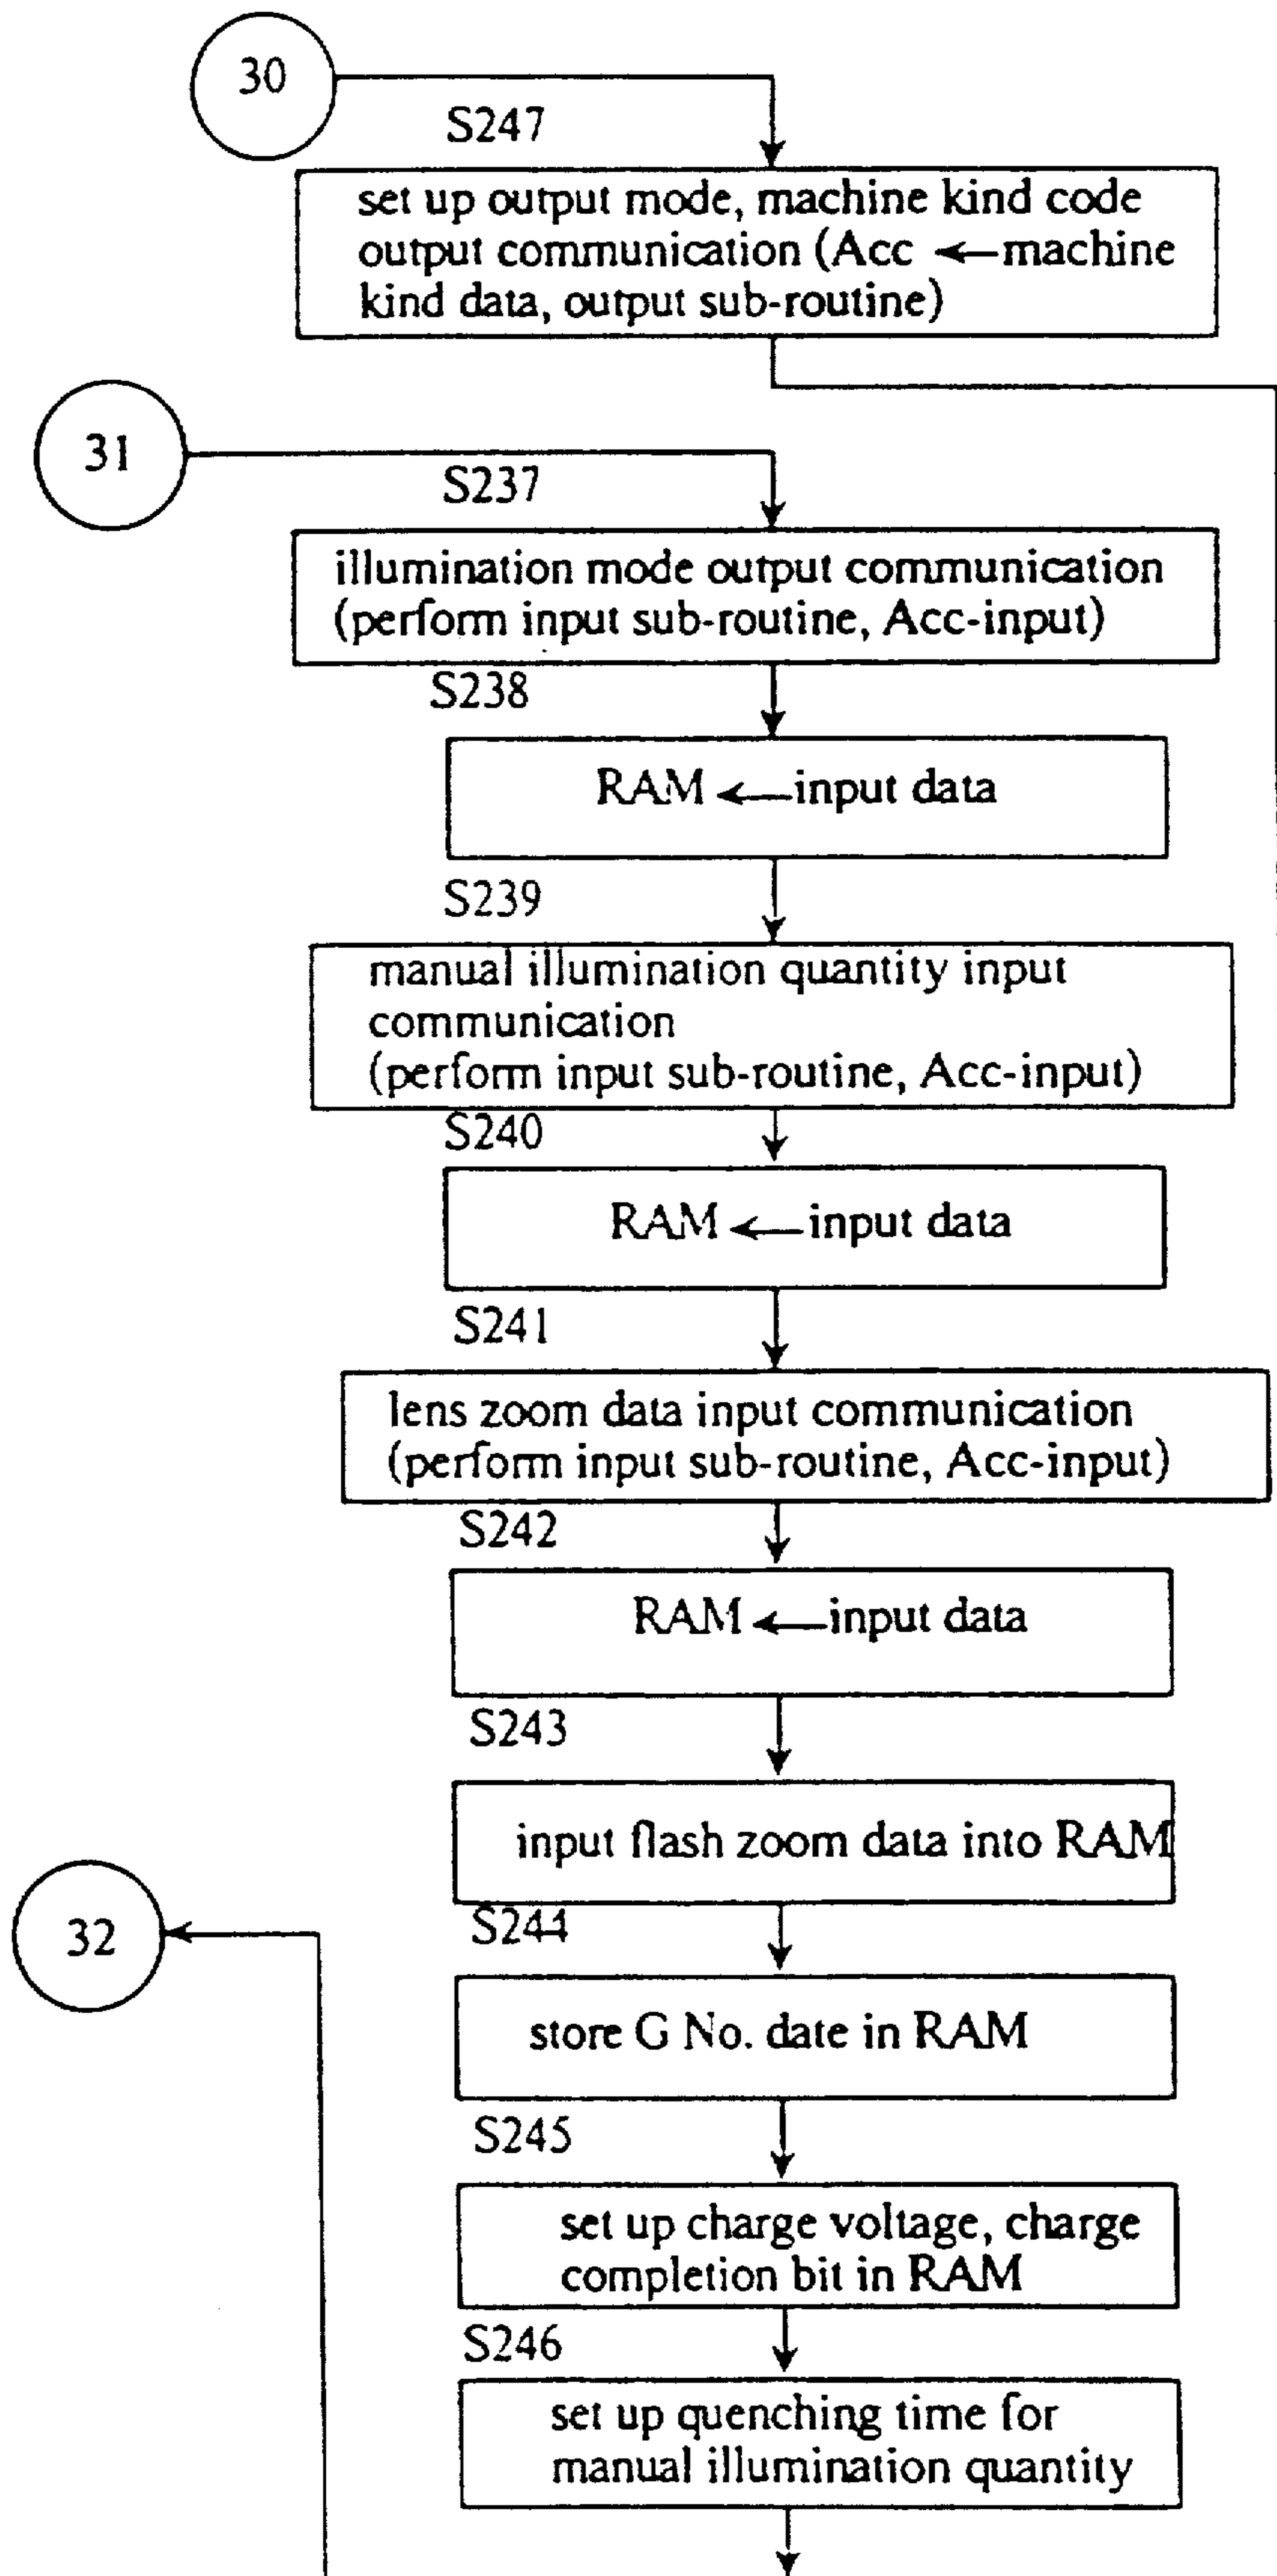 30
S247
set up output mode, machine kind code
output communication (Acc ← machine
kind data, output sub-routine)
31
S237
illumination mode output communication
(perform input sub-routine, Acc-input)
S238
RAM ← input data
S239
manual illumination quantity input
communication
(perform input sub-routine, Acc-input)
S240
RAM ← input data
S241
lens zoom data input communication
(perform input sub-routine, Acc-input)
S242
RAM ← input data
S243
input flash zoom data into RAM
S244
32
store G No. date in RAM
S245
set up charge voltage, charge
completion bit in RAM
S246
set up quenching time for
manual illumination quantity